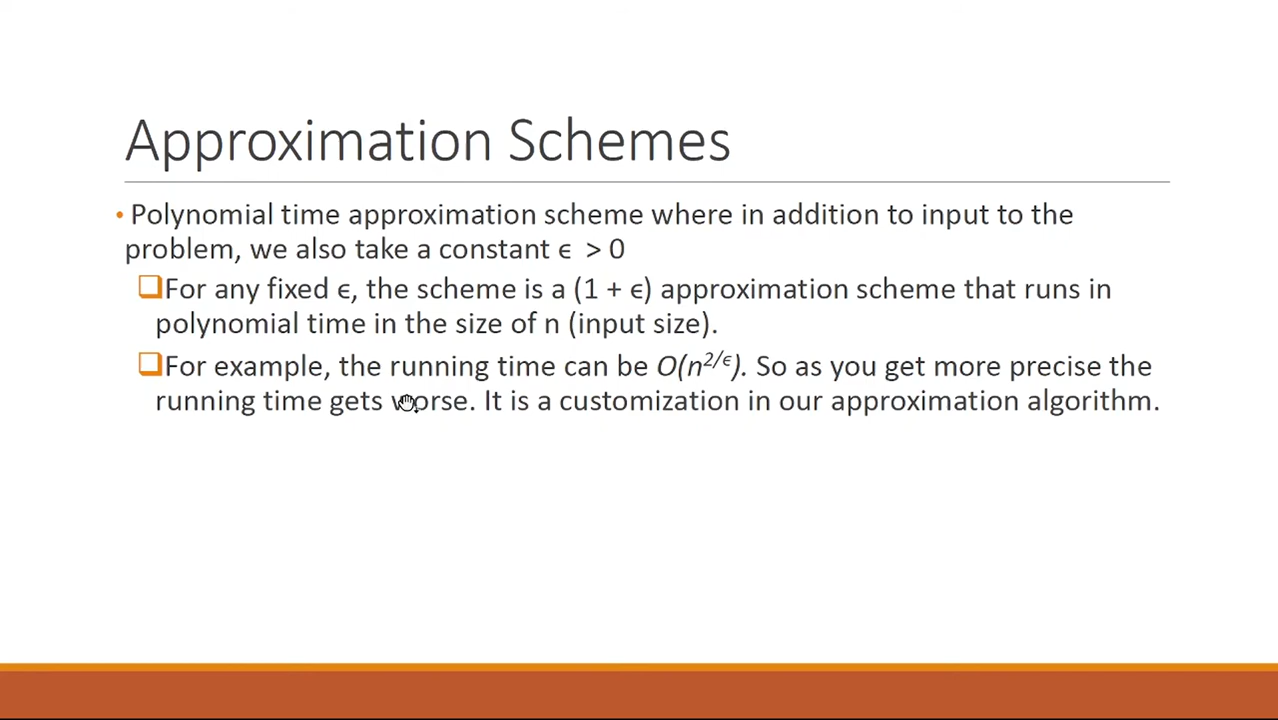 Approximation Schemes
• Polynomial time approximation scheme where in addition to input to the
problem, we also take a constant ϵ > 0
❑For any fixed ϵ, the scheme is a (1 + ϵ) approximation scheme that runs in
polynomial time in the size of n (input size).
❑For example, the running time can be O(n^{2/ϵ}). So as you get more precise the
running time gets worse. It is a customization in our approximation algorithm.